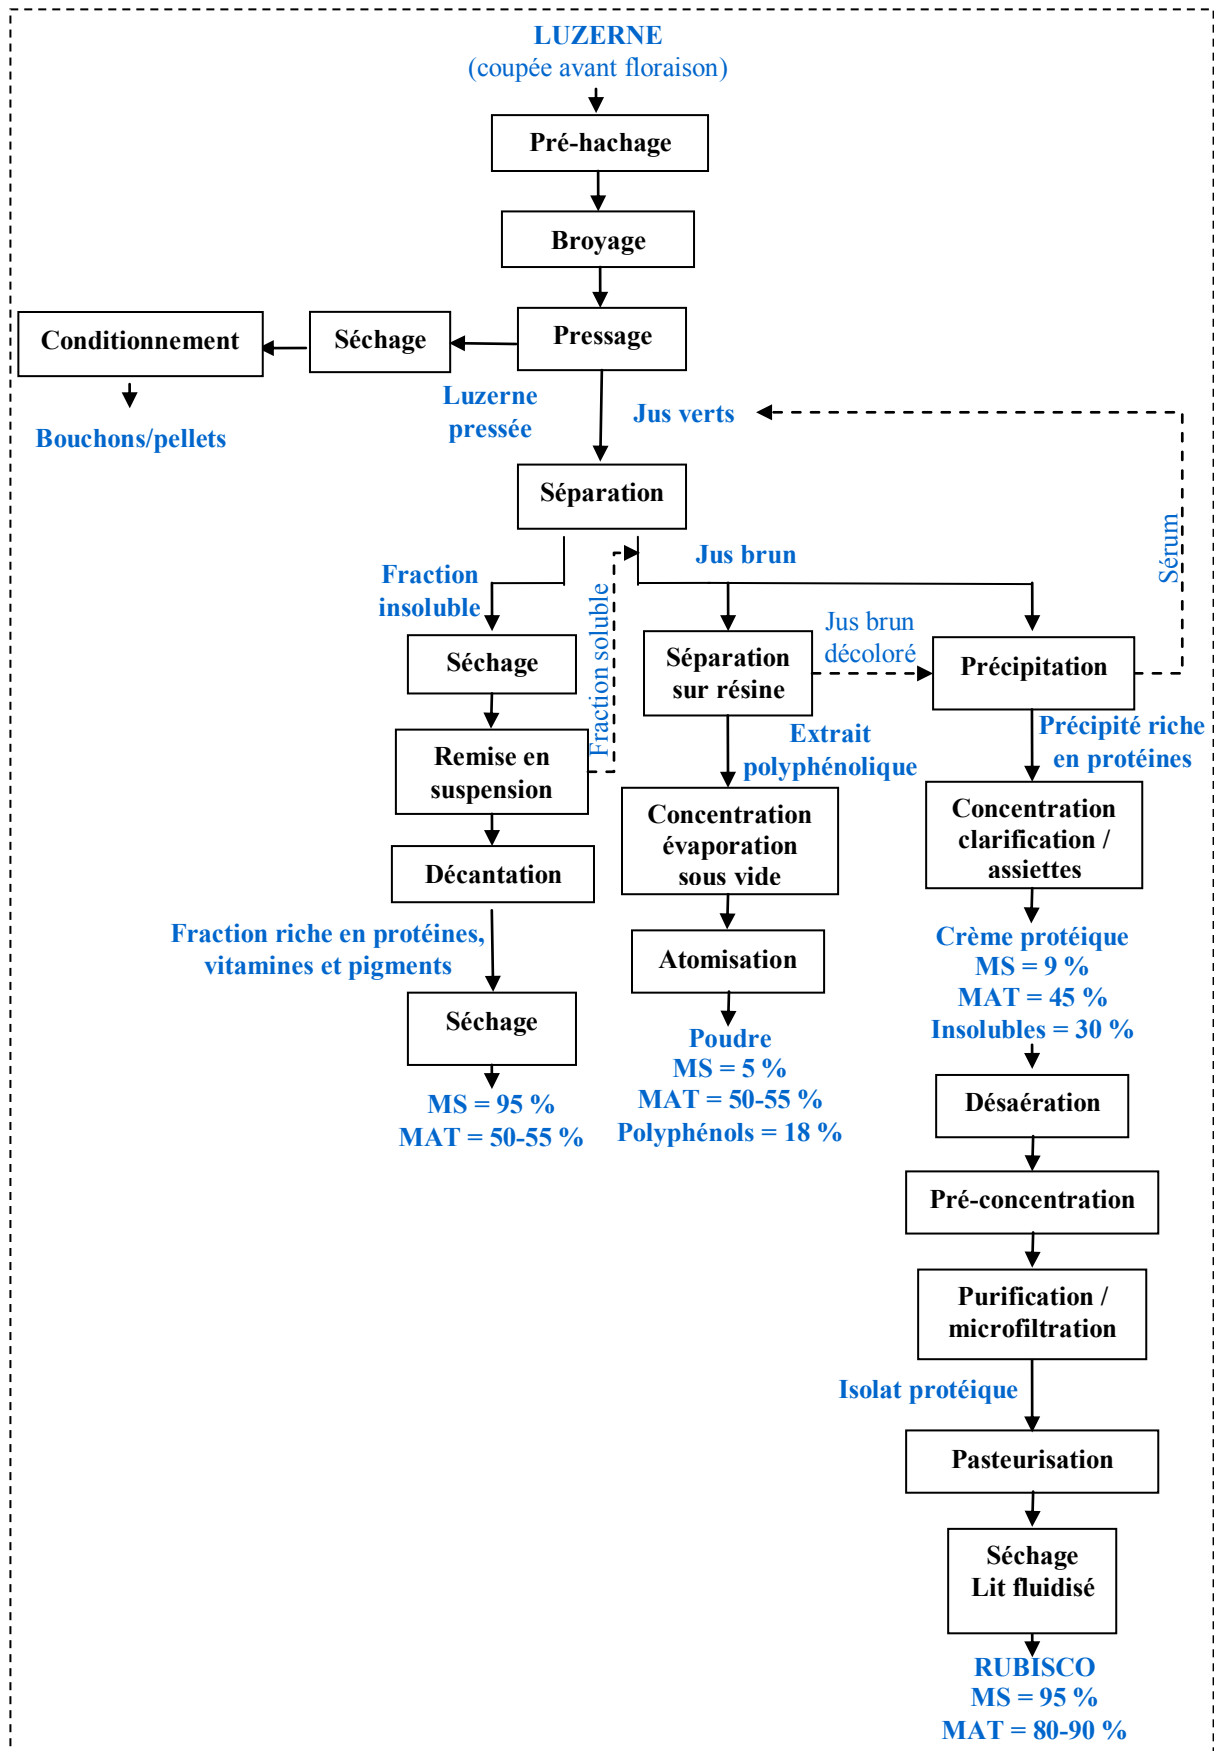 LUZERNE
(coupée avant floraison)
Pré-hachage
Broyage
Conditionnement
Séchage
Pressage
Luzerne
pressée
Jus verts
Bouchons/pellets
Séparation
Sérum
Jus brun
Fraction
insoluble
Fraction soluble
Séchage
Séparation
sur résine
Jus brun
décoloré
Précipitation
Remise en
suspension
Extrait
polyphénolique
Précipité riche
en protéines
Décantation
Concentration
évaporation
sous vide
Concentration
clarification /
assiettes
Fraction riche en protéines,
vitamines et pigments
Atomisation
Crème protéique
MS = 9 %
MAT = 45 %
Insolubles = 30 %
Séchage
Poudre
MS = 5 %
MAT = 50-55 %
Polyphénols = 18 %
MS = 95 %
MAT = 50-55 %
Désaération
Pré-concentration
Purification /
microfiltration
Isolat protéique
Pasteurisation
Séchage
Lit fluidisé
RUBISCO
MS = 95 %
MAT = 80-90 %